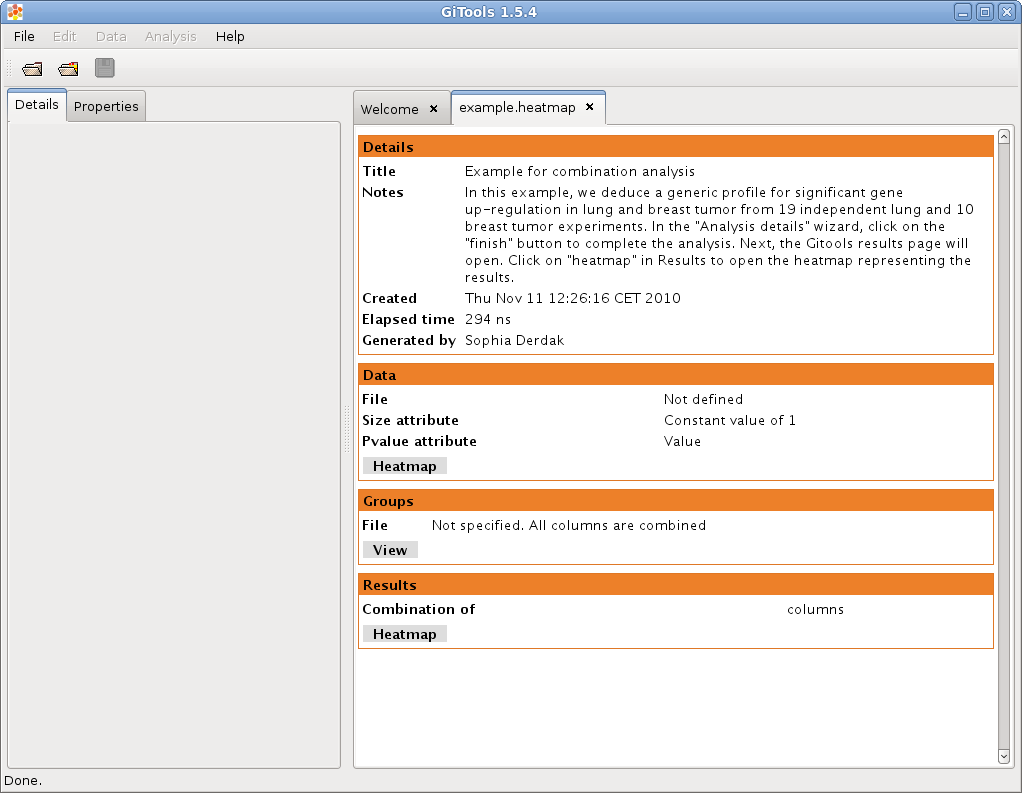 GiTools 1.5.4
File Edit Data Analysis Help
Details Properties
Welcome example.heatmap
Details
Title Example for combination analysis
Notes In this example, we deduce a generic profile for significant gene
up-regulation in lung and breast tumor from 19 independent lung and 10
breast tumor experiments. In the "Analysis details" wizard, click on the
"finish" button to complete the analysis. Next, the Gitools results page will
open. Click on "heatmap" in Results to open the heatmap representing the
results.
Created Thu Nov 11 12:26:16 CET 2010
Elapsed time 294 ns
Generated by Sophia Derdak
Data
File Not defined
Size attribute Constant value of 1
Pvalue attribute Value
Heatmap
Groups
File Not specified. All columns are combined
View
Results
Combination of columns
Heatmap
Done.